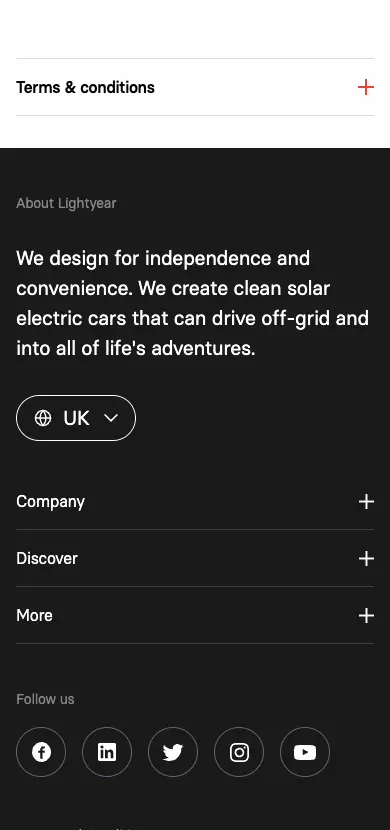 Terms & conditions
About Lightyear
We design for independence and
convenience. We create clean solar
electric cars that can drive off-grid and
into all of life's adventures.
UK
Company
Discover
More
Follow us